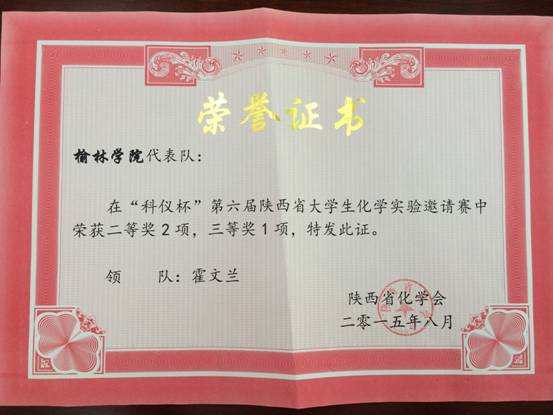 荣誉证书
榆林学院代表队：
在“科仪杯”第六届陕西省大学生化学实验邀请赛中
荣获二等奖2项，三等奖1项，特发此证。
领 队：霍文兰
陕西省化学会
二零一五年八月